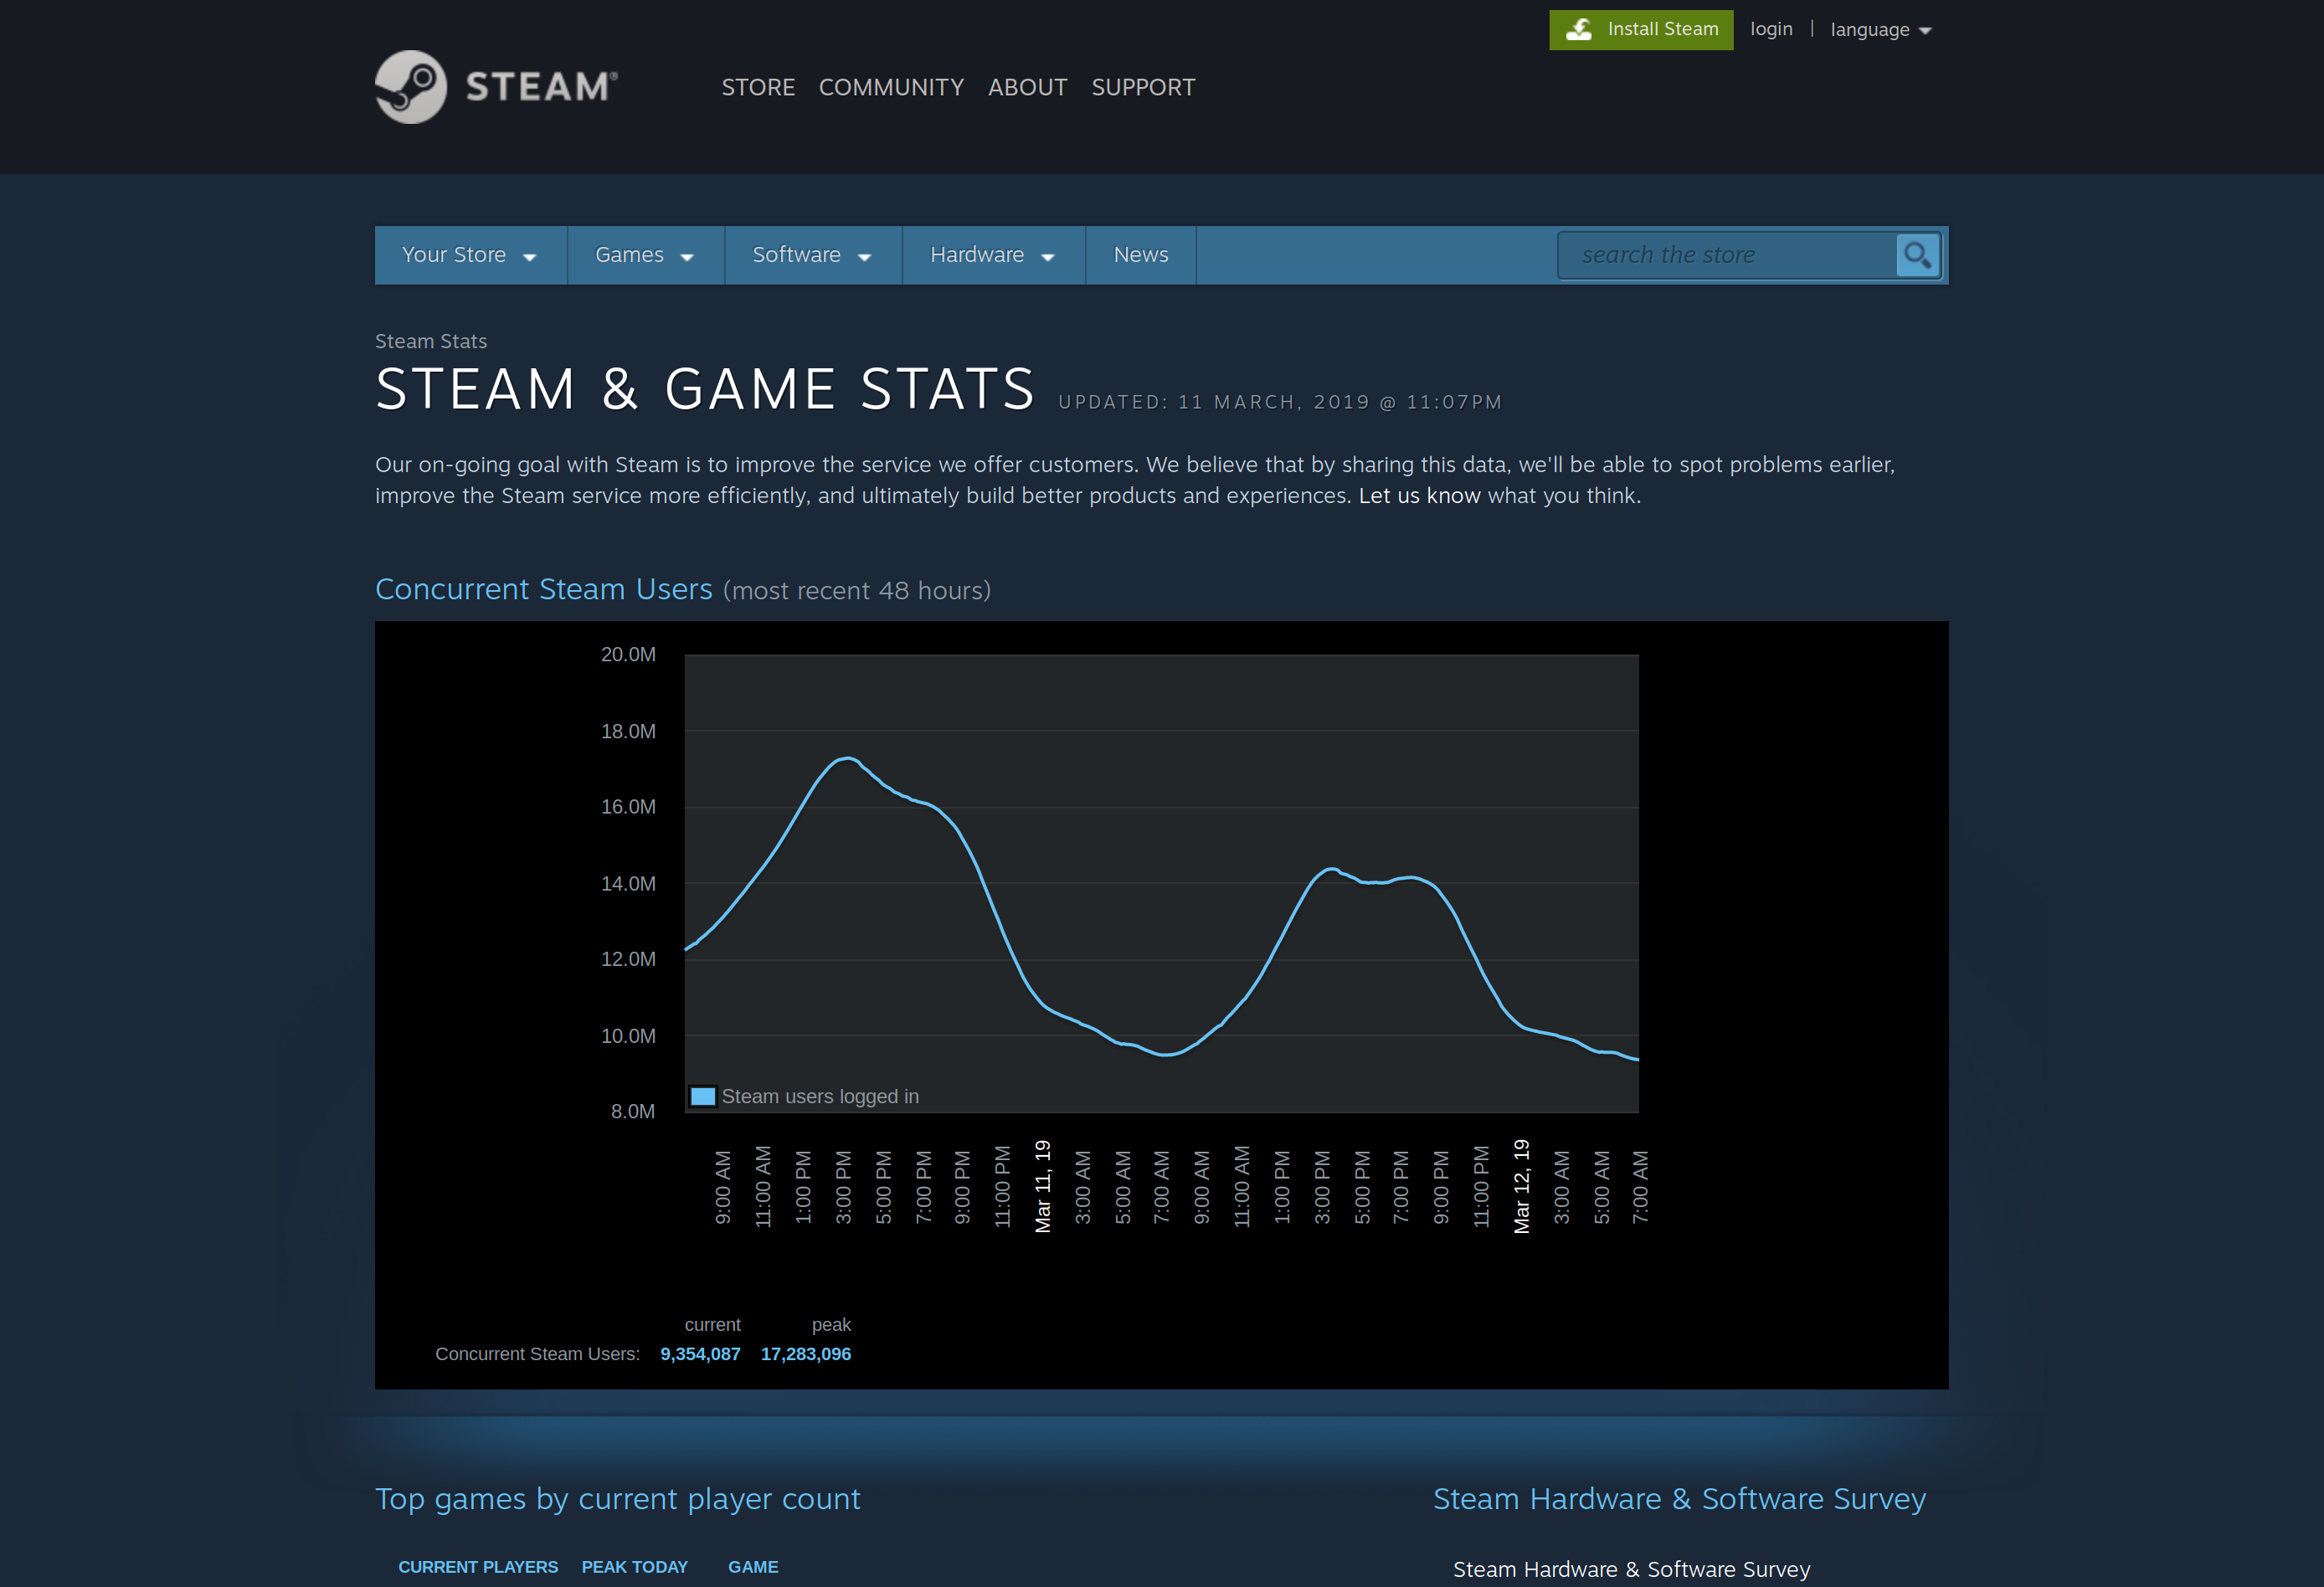 Install Steam login | language
STEAM®
STORE COMMUNITY ABOUT SUPPORT
Your Store Games Software Hardware News search the store
Steam Stats
STEAM & GAME STATS UPDATED: 11 MARCH, 2019 @ 11:07PM
Our on-going goal with Steam is to improve the service we offer customers. We believe that by sharing this data, we'll be able to spot problems earlier,
improve the Steam service more efficiently, and ultimately build better products and experiences. Let us know what you think.
Concurrent Steam Users (most recent 48 hours)
20.0M
18.0M
16.0M
14.0M
12.0M
10.0M
8.0M
Steam users logged in
9:00 AM
11:00 AM
1:00 PM
3:00 PM
5:00 PM
7:00 PM
9:00 PM
11:00 PM
Mar 11, 19
3:00 AM
5:00 AM
7:00 AM
9:00 AM
11:00 AM
1:00 PM
3:00 PM
5:00 PM
7:00 PM
9:00 PM
11:00 PM
Mar 12, 19
3:00 AM
5:00 AM
7:00 AM
current peak
Concurrent Steam Users: 9,354,087 17,283,096
Top games by current player count
CURRENT PLAYERS PEAK TODAY GAME
Steam Hardware & Software Survey
Steam Hardware & Software Survey